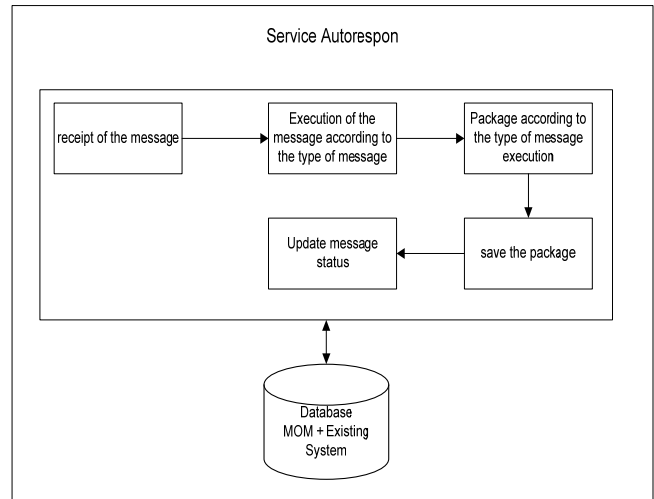 Service Autorespon
receipt of the message
Execution of the
message according to
the type of message
Package according to
the type of message
execution
Update message
status
save the package
Database
MOM + Existing
System